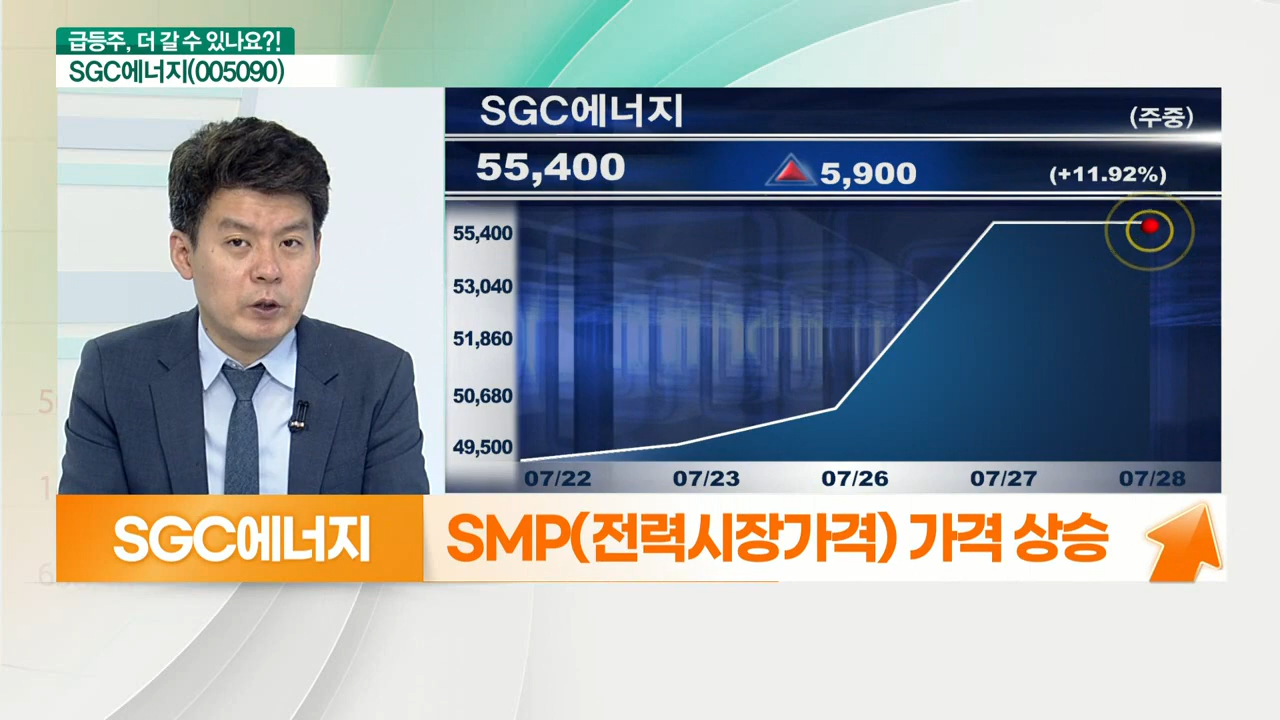 급등주, 더 갈 수 있나요?!
SGC에너지(005090)
SGC에너지 (주중)
55,400 ▲ 5,900 (+11.92%)
55,400
53,040
51,860
50,680
49,500
07/22 07/23 07/26 07/27 07/28
SGC에너지
SMP(전력시장가격) 가격 상승